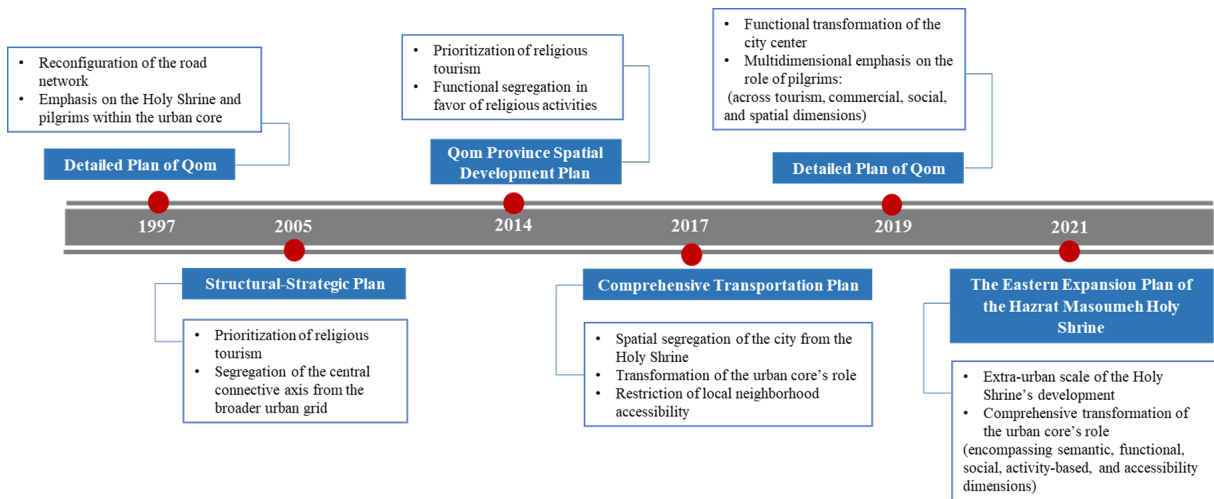 • Reconfiguration of the road
network
• Emphasis on the Holy Shrine and
pilgrims within the urban core
Detailed Plan of Qom
• Prioritization of religious
tourism
• Functional segregation in
favor of religious activities
Qom Province Spatial
Development Plan
• Functional transformation of the
city center
• Multidimensional emphasis on the
role of pilgrims:
(across tourism, commercial, social,
and spatial dimensions)
Detailed Plan of Qom
1997
2005
2014
2017
2019
2021
Structural-Strategic Plan
• Prioritization of religious
tourism
• Segregation of the central
connective axis from the
broader urban grid
Comprehensive Transportation Plan
• Spatial segregation of the city from the
Holy Shrine
• Transformation of the urban core’s role
• Restriction of local neighborhood
accessibility
The Eastern Expansion Plan of
the Hazrat Masoumeh Holy
Shrine
• Extra-urban scale of the Holy
Shrine’s development
• Comprehensive transformation of
the urban core’s role
(encompassing semantic, functional,
social, activity-based, and accessibility
dimensions)